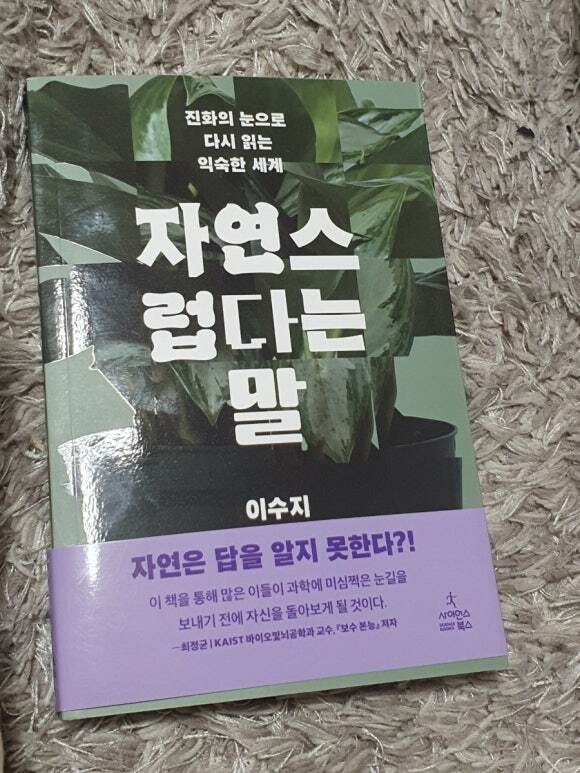 진화의 눈으로
다시 읽는
익숙한 세계
자연스
럽다는
말
이수지
자연은 답을 알지 못한다?!
이 책을 통해 많은 이들이 과학에 미심쩍은 눈길을
보내기 전에 자신을 돌아보게 될 것이다.
—최정균 | KAIST 바이오및뇌공학과 교수, 『보수 본능』 저자
사이언스
SCIENCE BOOKS 북스